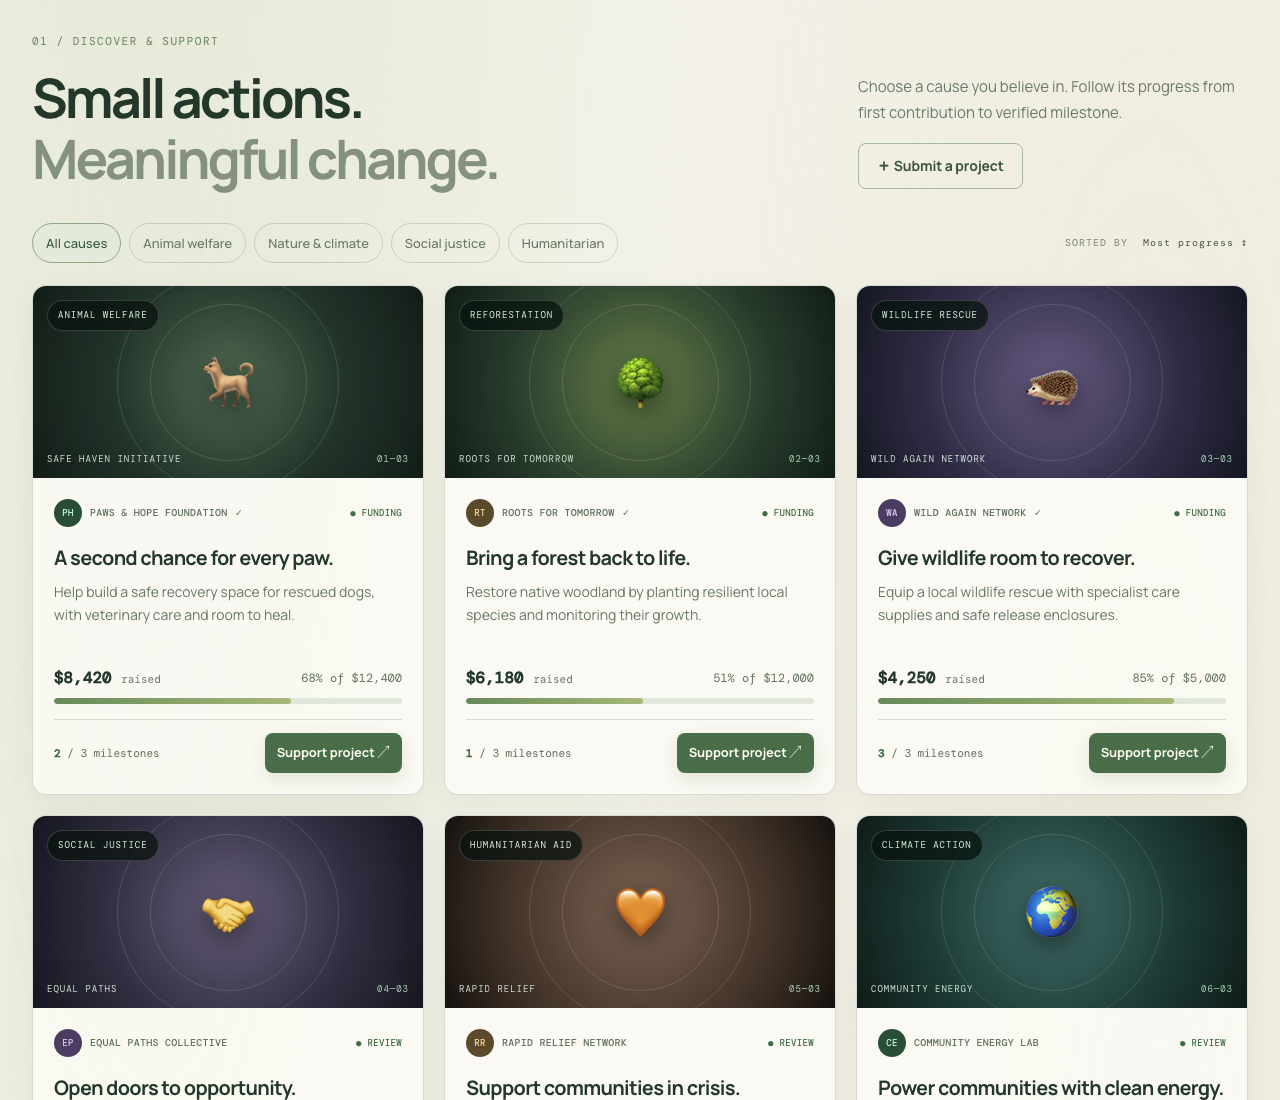 01 / DISCOVER & SUPPORT
Small actions.
Meaningful change.
Choose a cause you believe in. Follow its progress from
first contribution to verified milestone.
+ Submit a project
All causes
Animal welfare
Nature & climate
Social justice
Humanitarian
SORTED BY Most progress ↕
ANIMAL WELFARE
SAFE HAVEN INITIATIVE
01—03
PH PAWS & HOPE FOUNDATION ✓
● FUNDING
A second chance for every paw.
Help build a safe recovery space for rescued dogs,
with veterinary care and room to heal.
$8,420 raised
68% of $12,400
2 / 3 milestones
Support project ↗
REFORESTATION
ROOTS FOR TOMORROW
02—03
RT ROOTS FOR TOMORROW ✓
● FUNDING
Bring a forest back to life.
Restore native woodland by planting resilient local
species and monitoring their growth.
$6,180 raised
51% of $12,000
1 / 3 milestones
Support project ↗
WILDLIFE RESCUE
WILD AGAIN NETWORK
03—03
WA WILD AGAIN NETWORK ✓
● FUNDING
Give wildlife room to recover.
Equip a local wildlife rescue with specialist care
supplies and safe release enclosures.
$4,250 raised
85% of $5,000
3 / 3 milestones
Support project ↗
SOCIAL JUSTICE
EQUAL PATHS
04—03
EP EQUAL PATHS COLLECTIVE
● REVIEW
Open doors to opportunity.
HUMANITARIAN AID
RAPID RELIEF
05—03
RR RAPID RELIEF NETWORK
● REVIEW
Support communities in crisis.
CLIMATE ACTION
COMMUNITY ENERGY
06—03
CE COMMUNITY ENERGY LAB
● REVIEW
Power communities with clean energy.